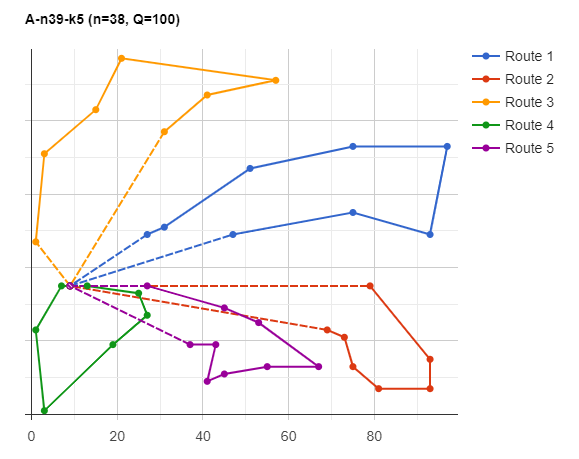 A-n39-k5 (n=38, Q=100)
Route 1
Route 2
Route 3
Route 4
Route 5
0 20 40 60 80